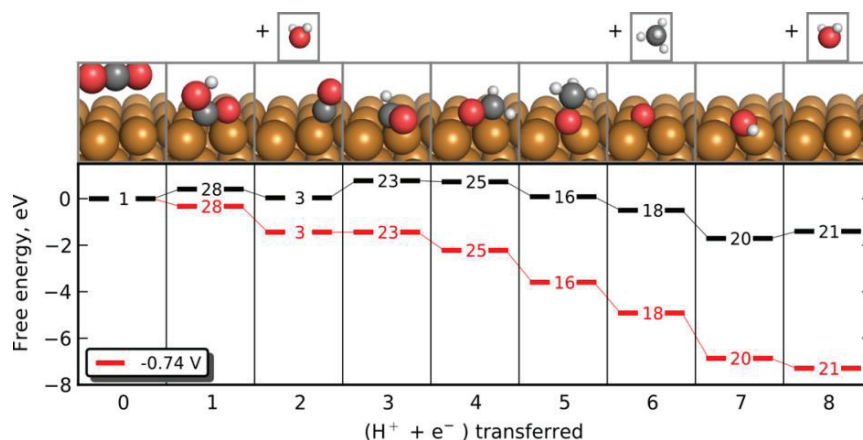 + + +
Free energy, eV
0
−2
−4
−6
−8
1 28 3 23 25 16 18 20 21
28 3 23 25 16 18 20 21
-0.74 V
0 1 2 3 4 5 6 7 8
(H⁺ + e⁻ ) transferred